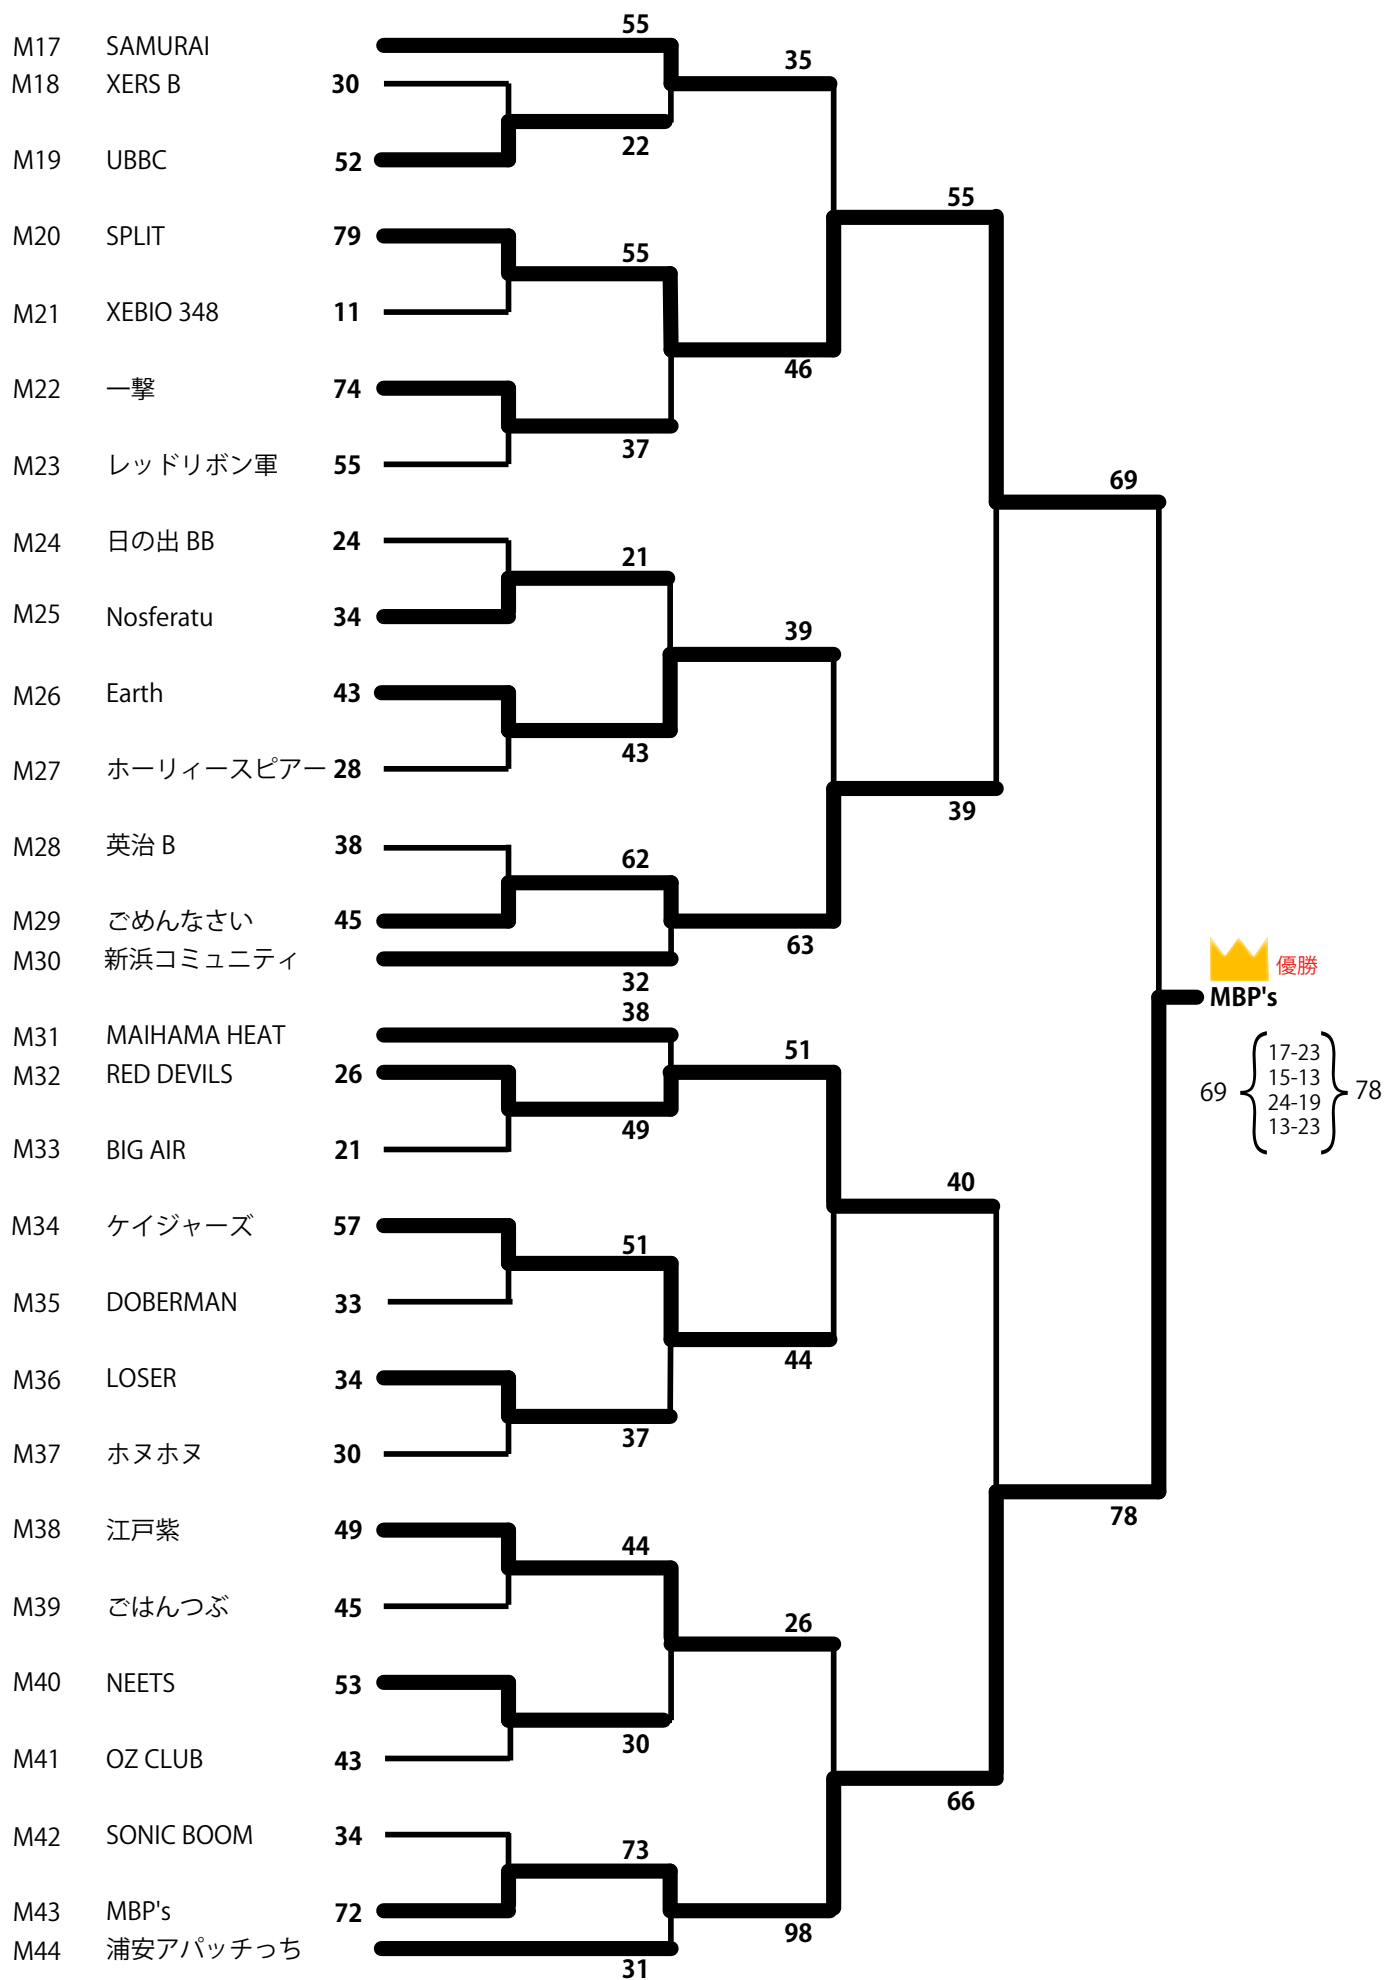 M17 SAMURAI 55
M18 XERS B 30
35
M19 UBBC 52
22
55
M20 SPLIT 79
55
M21 XEBIO 348 11
46
M22 一撃 74
37
M23 レッドリボン軍 55
69
M24 日の出 BB 24
21
M25 Nosferatu 34
39
M26 Earth 43
43
M27 ホーリィースピアー 28
39
M28 英治 B 38
62
M29 ごめんなさい 45
63
M30 新浜コミュニティ
32
優勝
MBP's
38
M31 MAIHAMA HEAT
51
M32 RED DEVILS 26
49
17-23
15-13
69 { } 78
24-19
13-23
M33 BIG AIR 21
40
M34 ケイジャーズ 57
51
M35 DOBERMAN 33
44
M36 LOSER 34
37
M37 ホヌホヌ 30
78
M38 江戸紫 49
44
M39 ごはんつぶ 45
26
M40 NEETS 53
30
M41 OZ CLUB 43
66
M42 SONIC BOOM 34
73
M43 MBP's 72
98
M44 浦安アパッチっち
31